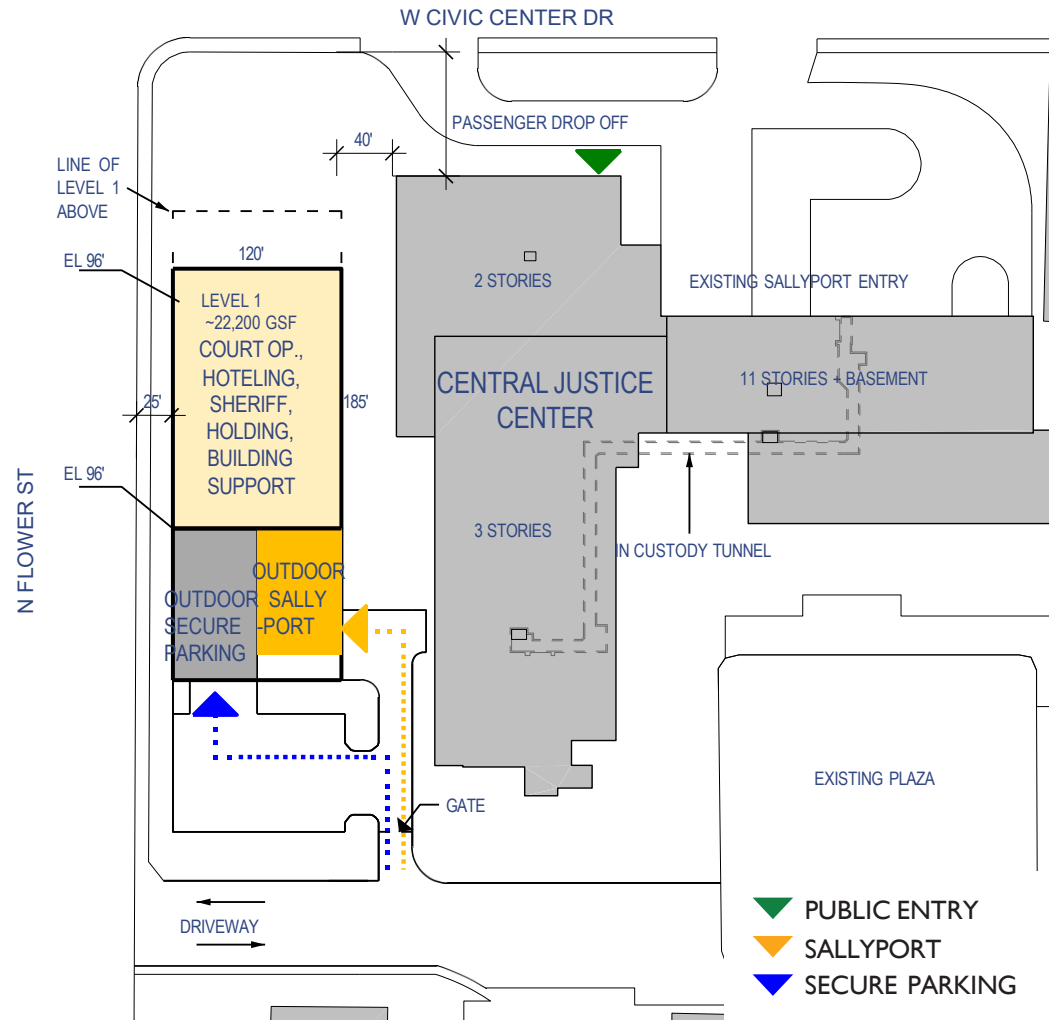 W CIVIC CENTER DR
PASSENGER DROP OFF
40'
LINE OF
LEVEL 1
ABOVE
120'
EL 96'
LEVEL 1
~22,200 GSF
COURT OP.,
HOTELING,
SHERIFF,
HOLDING,
BUILDING
SUPPORT
25'
185'
2 STORIES
EXISTING SALLYPORT ENTRY
CENTRAL JUSTICE
CENTER
11 STORIES + BASEMENT
N FLOWER ST
EL 96'
3 STORIES
IN CUSTODY TUNNEL
OUTDOOR
SECURE
PARKING
OUTDOOR
SALLY
-PORT
GATE
EXISTING PLAZA
DRIVEWAY
PUBLIC ENTRY
SALLYPORT
SECURE PARKING